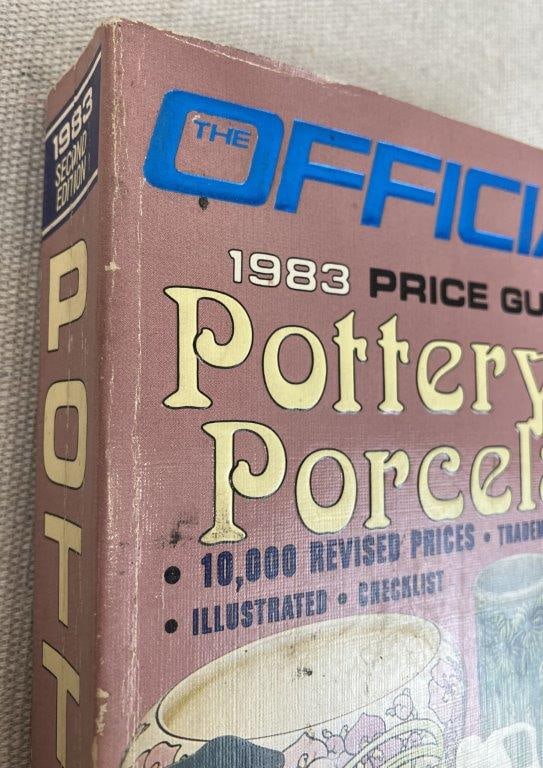 1983
SECOND
EDITION
POTT
THE
OFFICIA
1983 PRICE GU
Pottery
Porcela
• 10,000 REVISED PRICES • TRADEM
• ILLUSTRATED • CHECKLIST